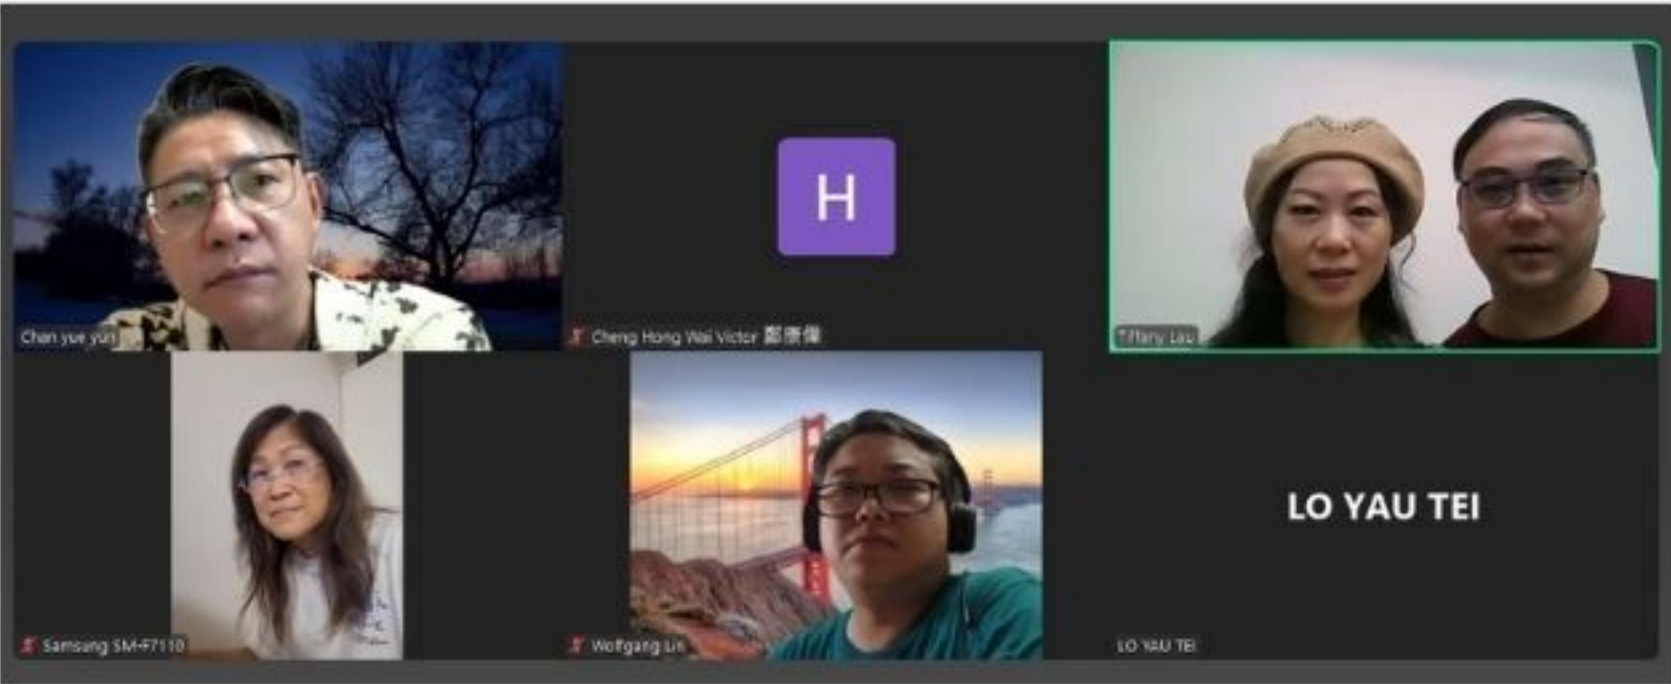 H
Chan yue yun
Cheng Hong Wai Victor 鄭康偉
Tiffany Lau
LO YAU TEI
Samsung SM-F7110
Wolfgang Lin
LO YAU TEI